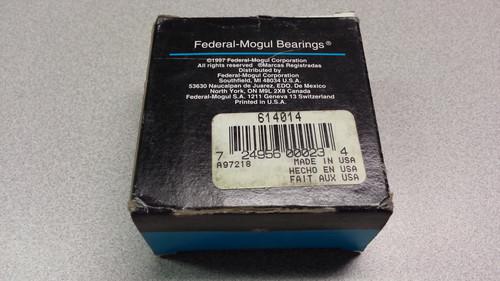 Federal-Mogul Bearings®
©1997 Federal-Mogul Corporation
All rights reserved ®Marcas Registradas
Distributed by
Federal-Mogul Corporation
Southfield, MI 48034 U.S.A.
53630 Naucalpan de Juarez, EDO. De Mexico
North York, ON M9L 2X8 Canada
Federal-Mogul S.A. 1211 Geneva 13 Switzerland
Printed in U.S.A.
614014
7 24956 00023 4
A97218 MADE IN USA
HECHO EN USA
FAIT AUX USA